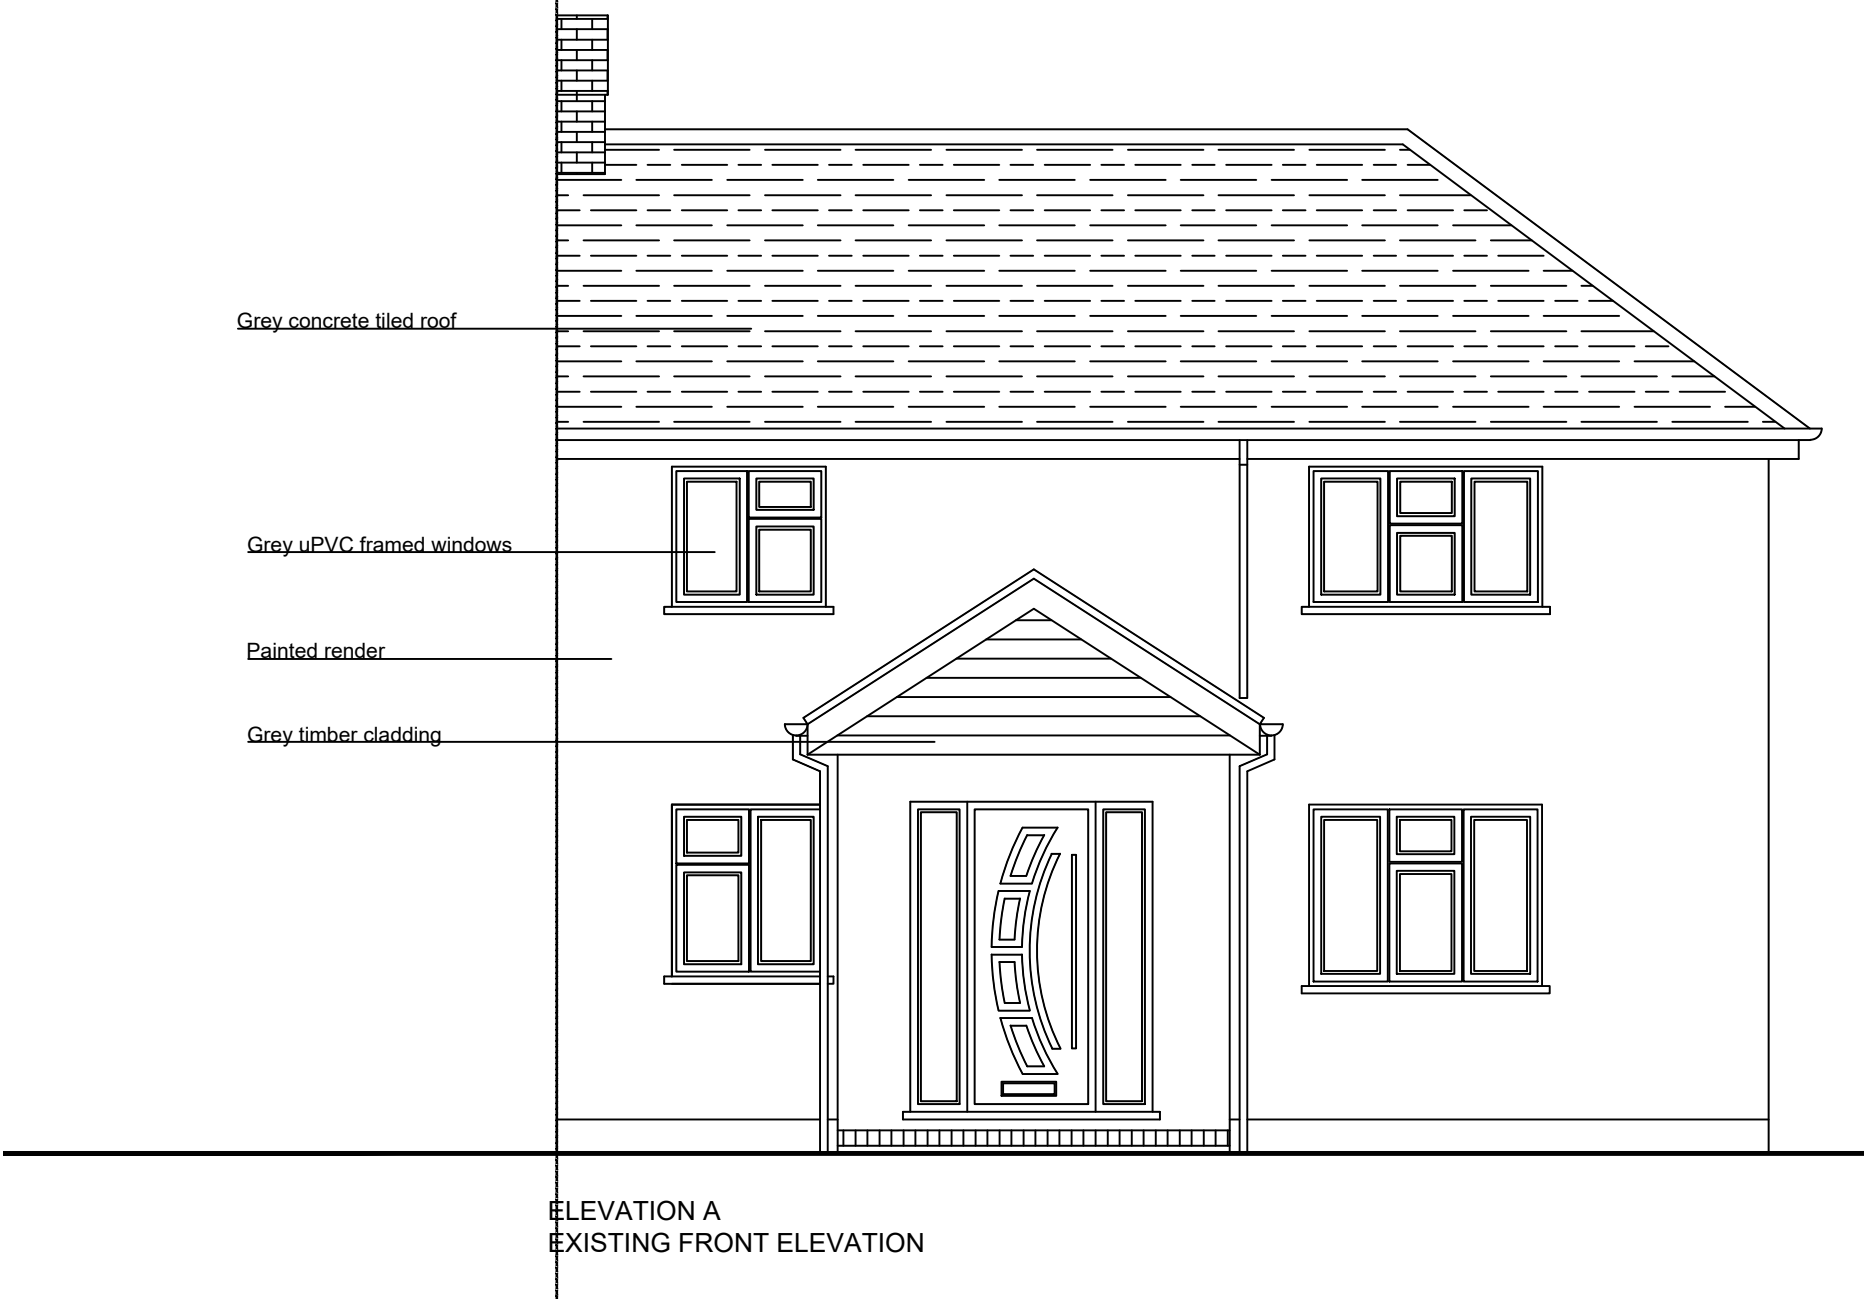 Grey concrete tiled roof
Grey uPVC framed windows
Painted render
Grey timber cladding
ELEVATION A
EXISTING FRONT ELEVATION